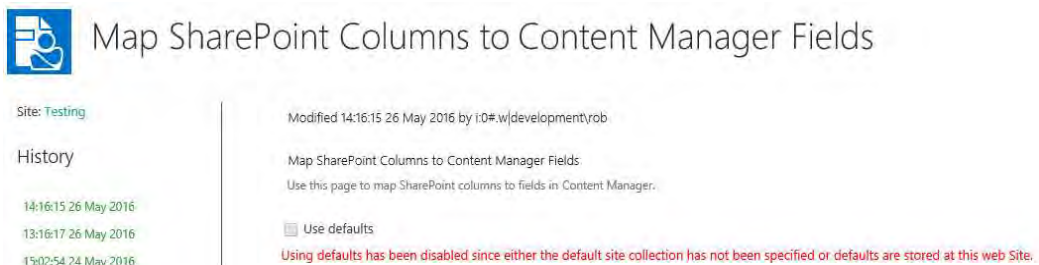 Map SharePoint Columns to Content Manager Fields
Site: Testing
History
14:16:15 26 May 2016
13:16:17 26 May 2016
15:02:54 24 May 2016
Modified 14:16:15 26 May 2016 by i:0#.w|development\rob
Map SharePoint Columns to Content Manager Fields
Use this page to map SharePoint columns to fields in Content Manager.
Use defaults
Using defaults has been disabled since either the default site collection has not been specified or defaults are stored at this web Site.